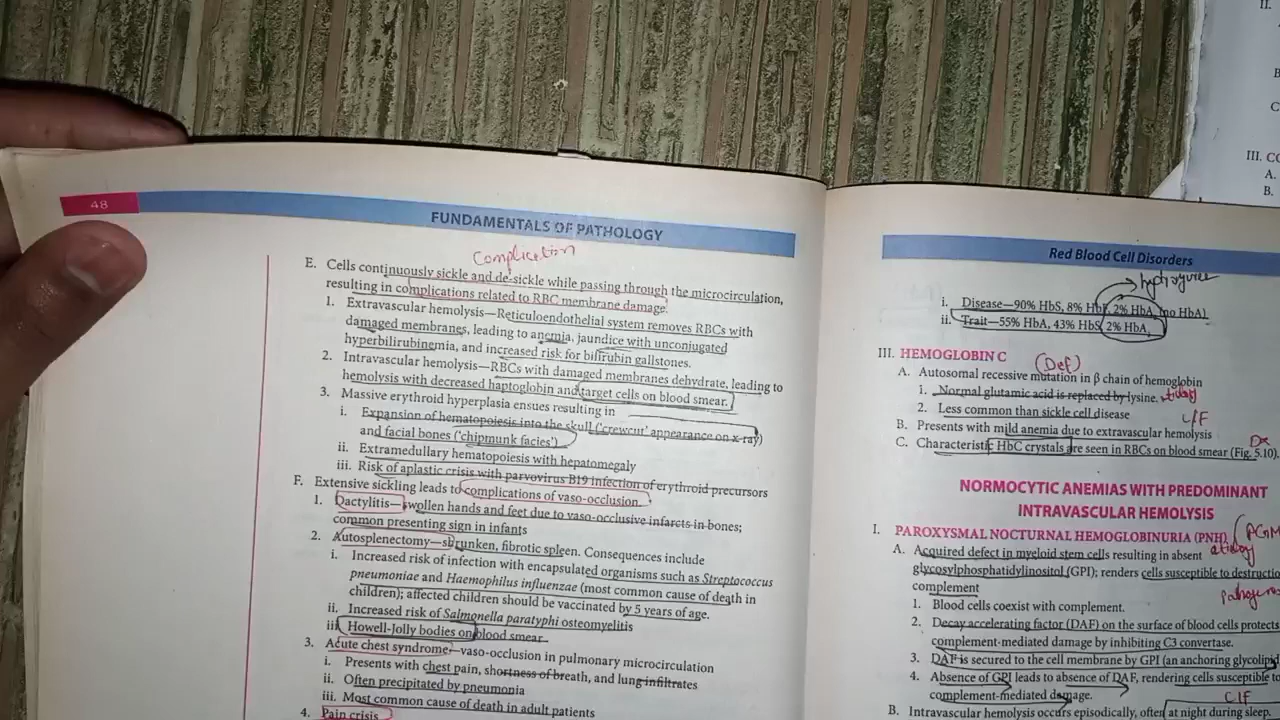 48
FUNDAMENTALS OF PATHOLOGY
Complication
E. Cells continuously sickle and de-sickle while passing through the microcirculation,
resulting in complications related to RBC membrane damage.
1. Extravascular hemolysis—Reticuloendothelial system removes RBCs with
damaged membranes, leading to anemia, jaundice with unconjugated
hyperbilirubinemia, and increased risk for bilirubin gallstones.
2. Intravascular hemolysis—RBCs with damaged membranes dehydrate, leading to
hemolysis with decreased haptoglobin and target cells on blood smear.
3. Massive erythroid hyperplasia ensues resulting in
i. Expansion of hematopoiesis into the skull ('crewcut' appearance on x-ray)
and facial bones ('chipmunk facies')
ii. Extramedullary hematopoiesis with hepatomegaly
iii. Risk of aplastic crisis with parvovirus B19 infection of erythroid precursors
F. Extensive sickling leads to complications of vaso-occlusion.
1. Dactylitis—swollen hands and feet due to vaso-occlusive infarcts in bones;
common presenting sign in infants
2. Autosplenectomy—shrunken, fibrotic spleen. Consequences include
i. Increased risk of infection with encapsulated organisms such as Streptococcus
pneumoniae and Haemophilus influenzae (most common cause of death in
children); affected children should be vaccinated by 5 years of age.
ii. Increased risk of Salmonella paratyphi osteomyelitis
iii. Howell-Jolly bodies on blood smear
3. Acute chest syndrome—vaso-occlusion in pulmonary microcirculation
i. Presents with chest pain, shortness of breath, and lung infiltrates
ii. Often precipitated by pneumonia
iii. Most common cause of death in adult patients
4. Pain crisis
Red Blood Cell Disorders
i. Disease—90% HbS, 8% HbF, 2% HbA₂ (no HbA)
ii. Trait—55% HbA, 43% HbS, 2% HbA₂
III. HEMOGLOBIN C
(Def)
A. Autosomal recessive mutation in β chain of hemoglobin
1. Normal glutamic acid is replaced by lysine.
2. Less common than sickle cell disease
C/F
B. Presents with mild anemia due to extravascular hemolysis
Dx
C. Characteristic HbC crystals are seen in RBCs on blood smear (Fig. 5.10).
NORMOCYTIC ANEMIAS WITH PREDOMINANT
INTRAVASCULAR HEMOLYSIS
I. PAROXYSMAL NOCTURNAL HEMOGLOBINURIA (PNH)
A. Acquired defect in myeloid stem cells resulting in absent
glycosylphosphatidylinositol (GPI); renders cells susceptible to destructio
complement
1. Blood cells coexist with complement.
2. Decay accelerating factor (DAF) on the surface of blood cells protects
complement-mediated damage by inhibiting C3 convertase.
3. DAF is secured to the cell membrane by GPI (an anchoring glycolipid
4. Absence of GPI leads to absence of DAF, rendering cells susceptible to
complement-mediated damage.
C/F
B. Intravascular hemolysis occurs episodically, often at night during sleep.
II.
B
C
III. CO
A.
B.